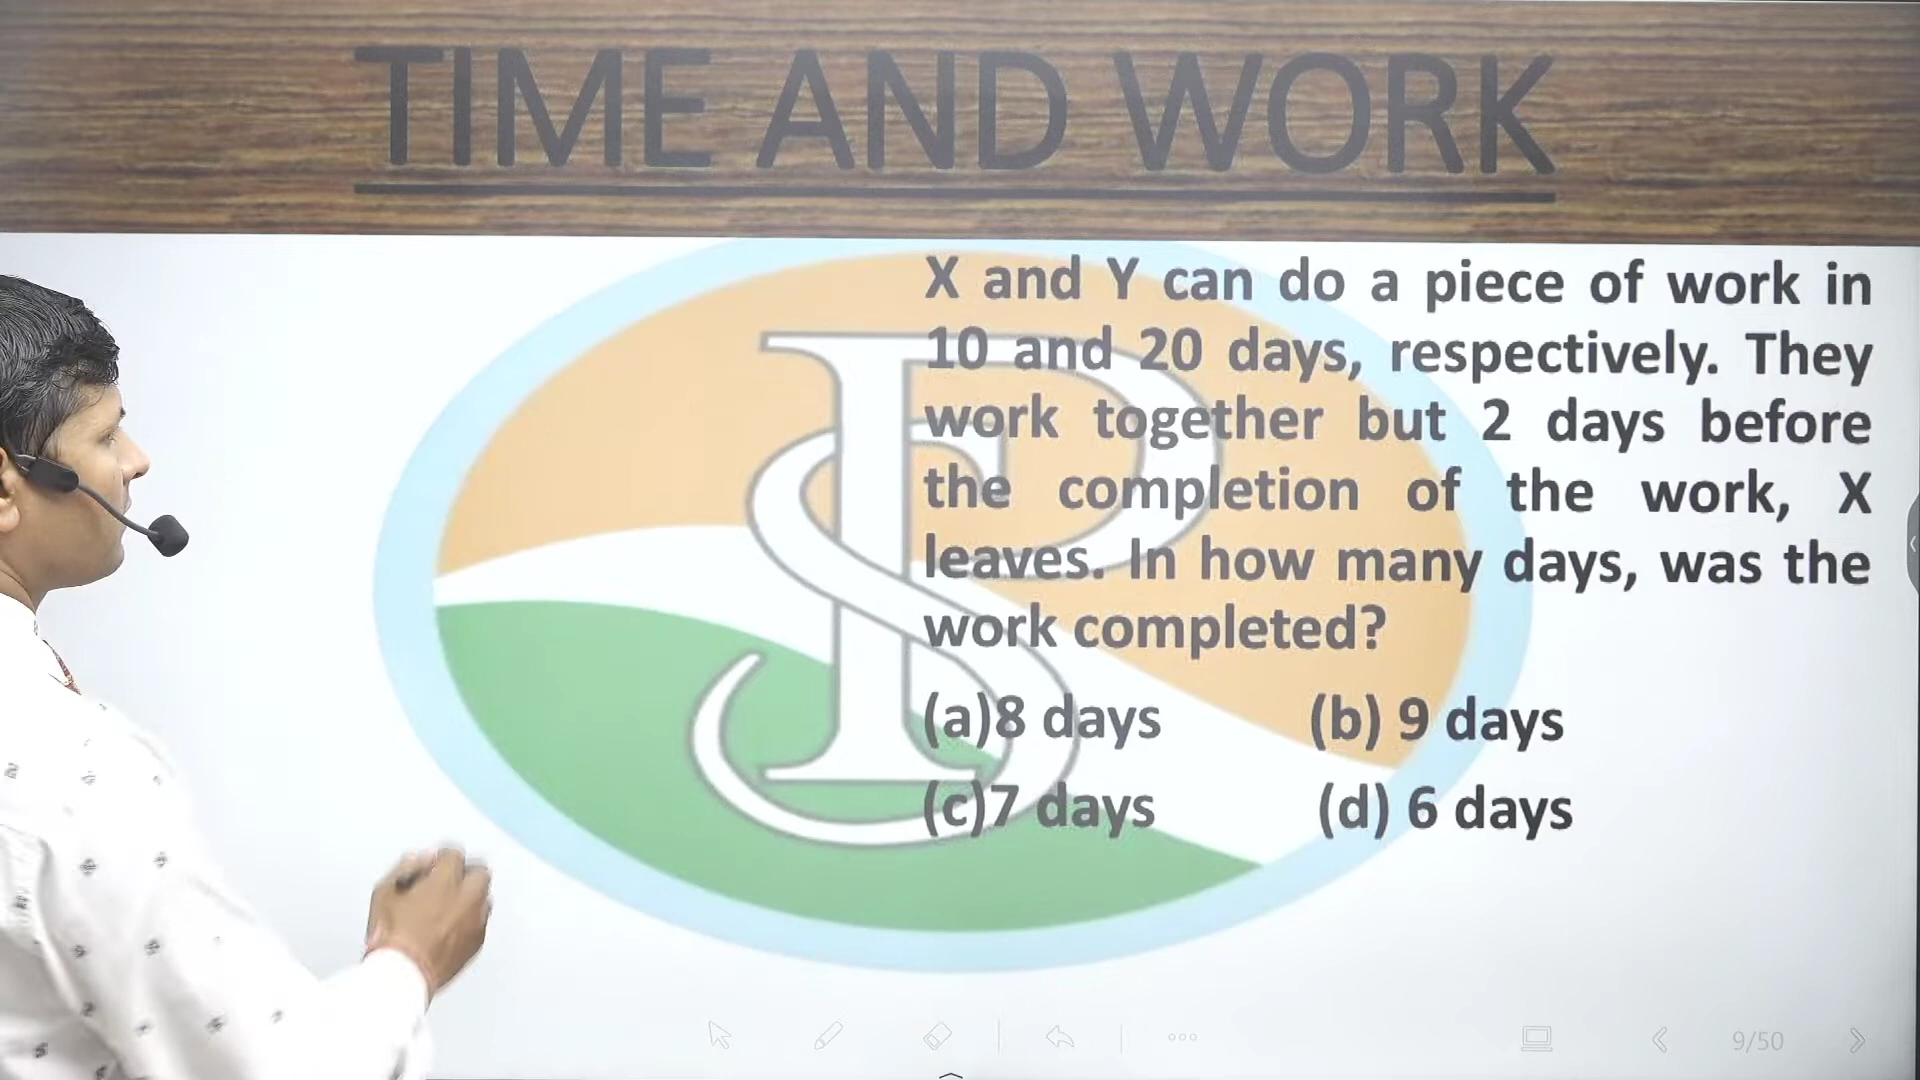 TIME AND WORK
X and Y can do a piece of work in
10 and 20 days, respectively. They
work together but 2 days before
the completion of the work, X
leaves. In how many days, was the
work completed?
(a)8 days (b) 9 days
(c)7 days (d) 6 days
9/50